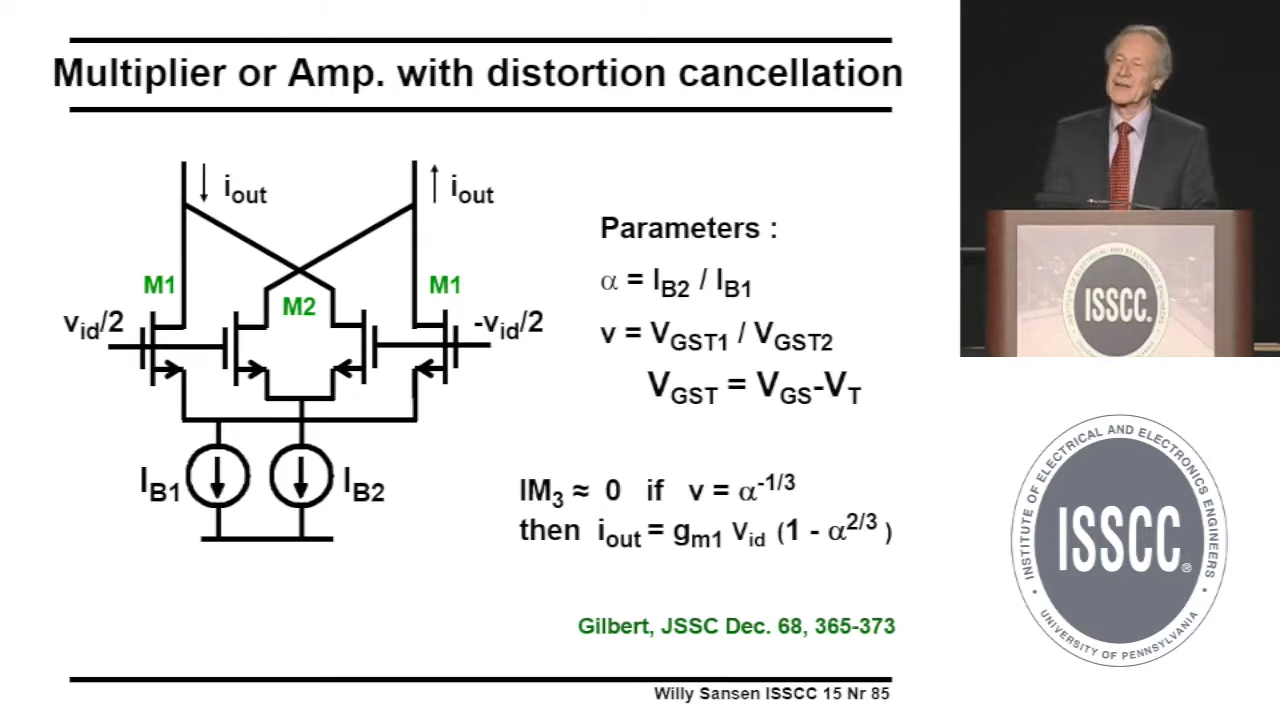 Multiplier or Amp. with distortion cancellation
iout
iout
M1
M2
M1
vid/2
-vid/2
IB1
IB2
Parameters :
α = IB2 / IB1
v = VGST1 / VGST2
VGST = VGS-VT
IM3 ≈ 0 if v = α-1/3
then iout = gm1 vid (1 - α2/3 )
Gilbert, JSSC Dec. 68, 365-373
Willy Sansen ISSCC 15 Nr 85
ISSCC.
INSTITUTE OF ELECTRICAL AND ELECTRONICS ENGINEERS
ISSCC®
UNIVERSITY OF PENNSYLVANIA